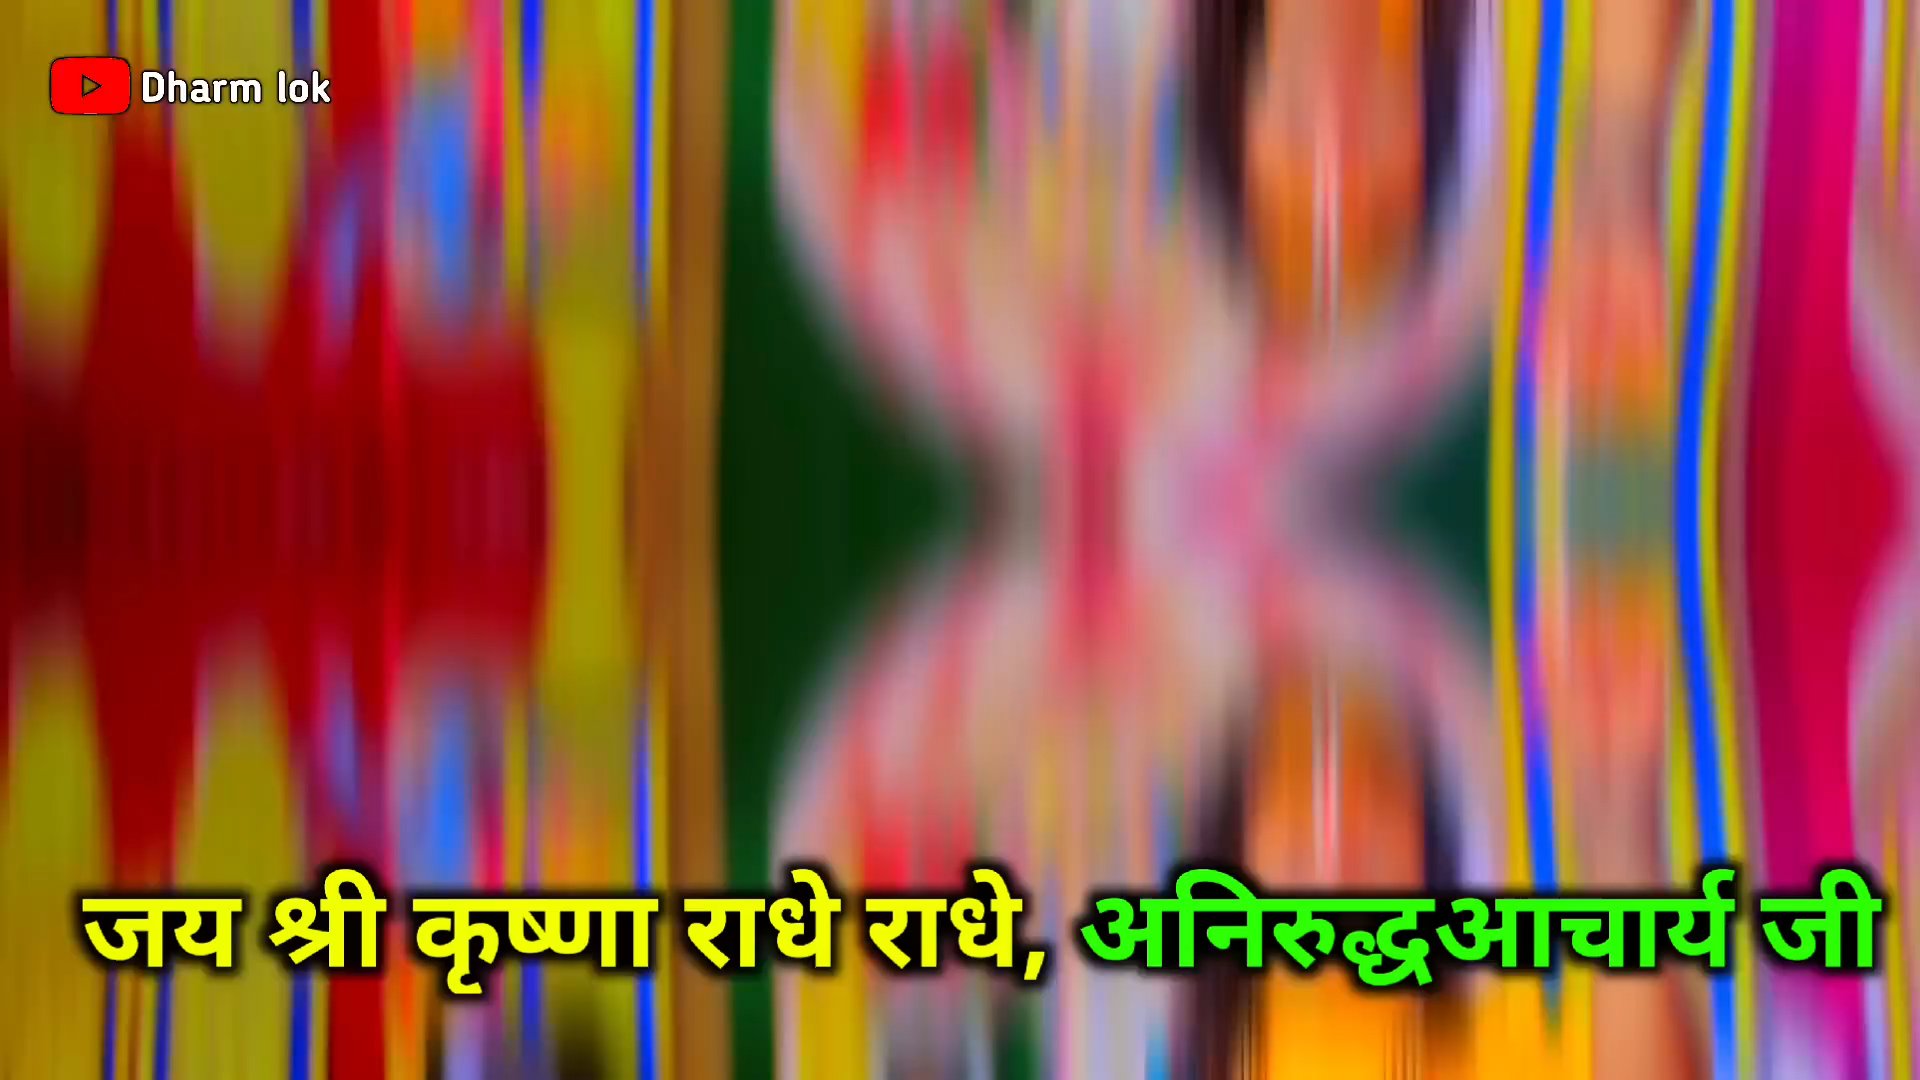 Dharm lok
जय श्री कृष्णा राधे राधे, अनिरुद्धआचार्य जी